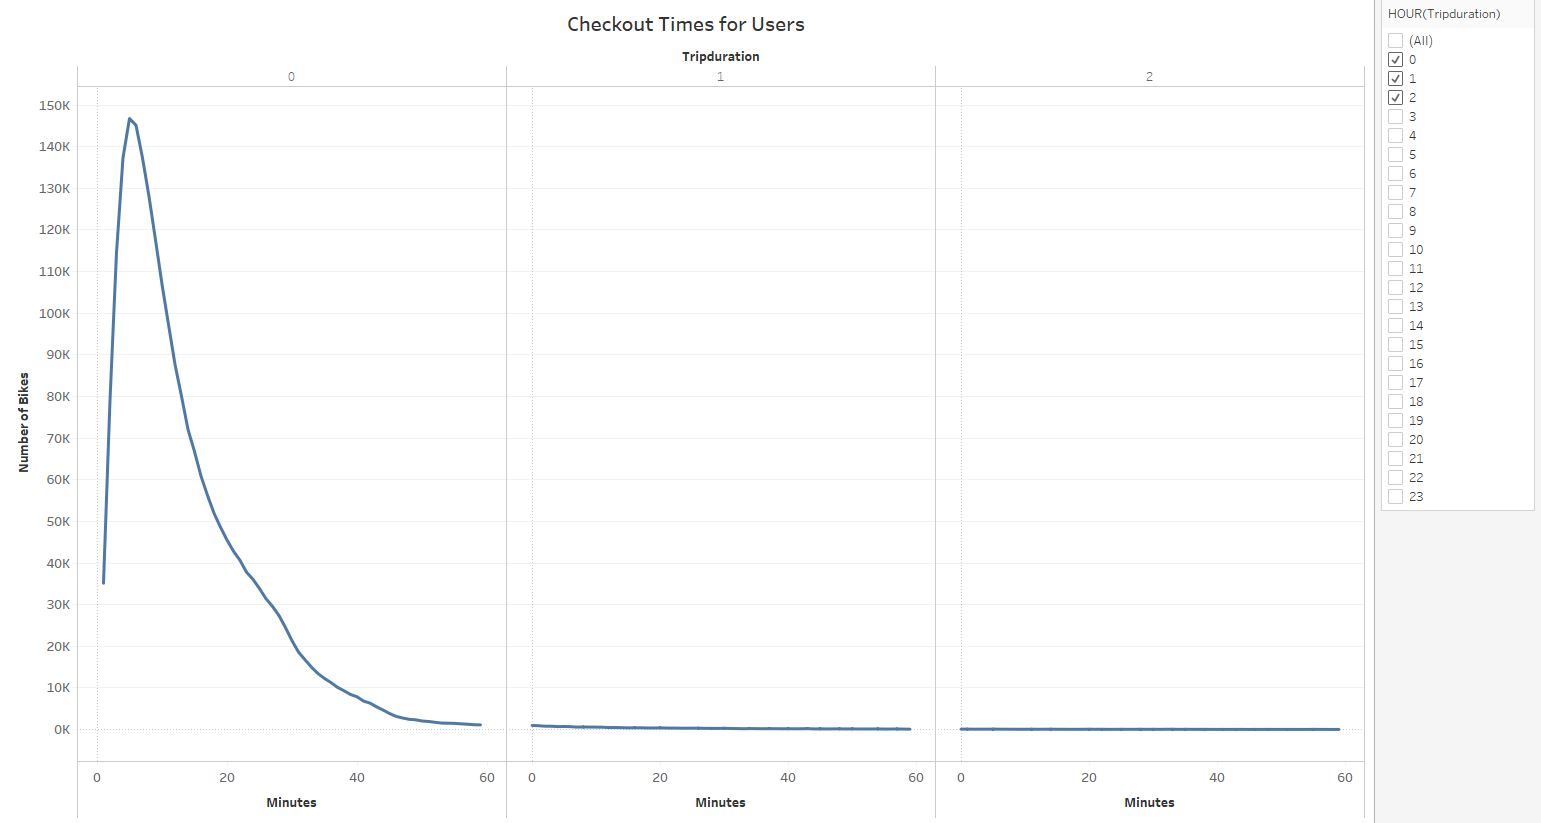 Checkout Times for Users
Tripduration
0 1 2
150K
140K
130K
120K
110K
100K
90K
80K
70K
60K
50K
40K
30K
20K
10K
0K
Number of Bikes
0 20 40 60 0 20 40 60 0 20 40 60
Minutes Minutes Minutes
HOUR(Tripduration)
(All)
0
1
2
3
4
5
6
7
8
9
10
11
12
13
14
15
16
17
18
19
20
21
22
23